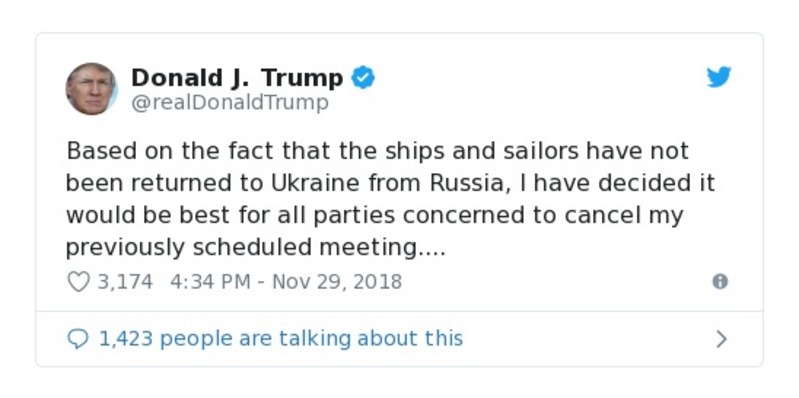 Donald J. Trump
@realDonaldTrump
Based on the fact that the ships and sailors have not
been returned to Ukraine from Russia, I have decided it
would be best for all parties concerned to cancel my
previously scheduled meeting....
3,174 4:34 PM - Nov 29, 2018
1,423 people are talking about this